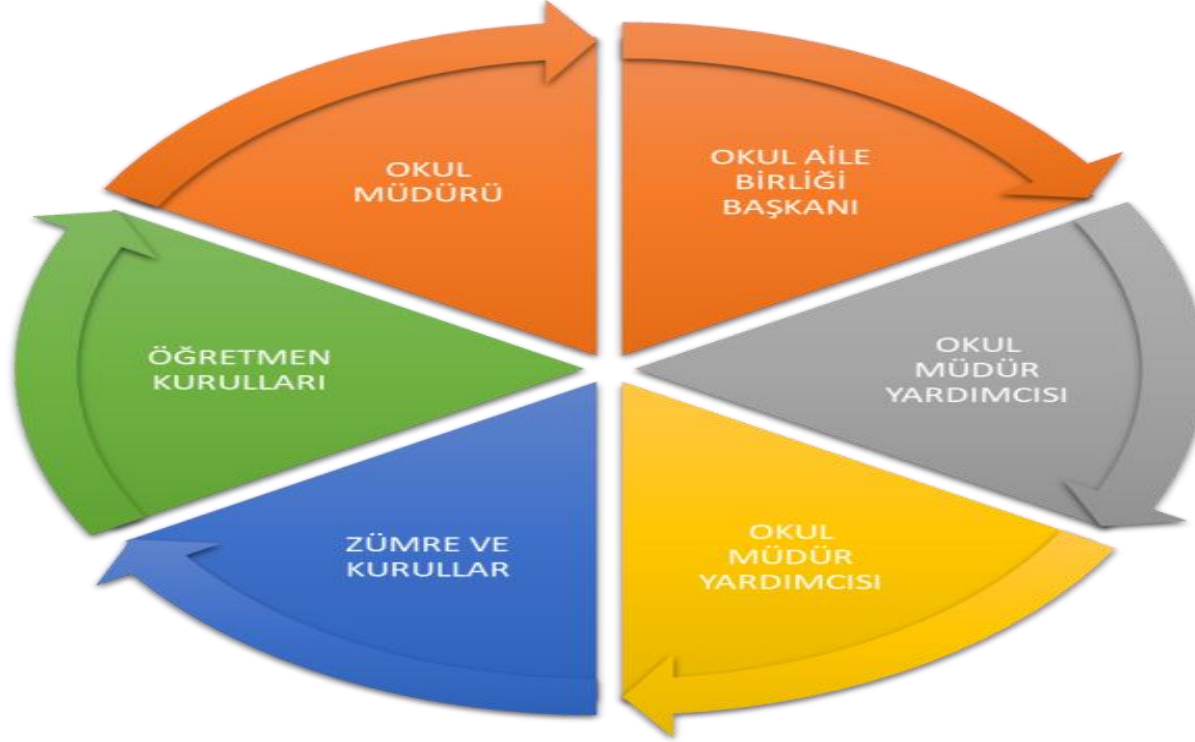 OKUL
MÜDÜRÜ
OKUL AİLE
BİRLİĞİ
BAŞKANI
OKUL
MÜDÜR
YARDIMCISI
OKUL
MÜDÜR
YARDIMCISI
ZÜMRE VE
KURULLAR
ÖĞRETMEN
KURULLARI